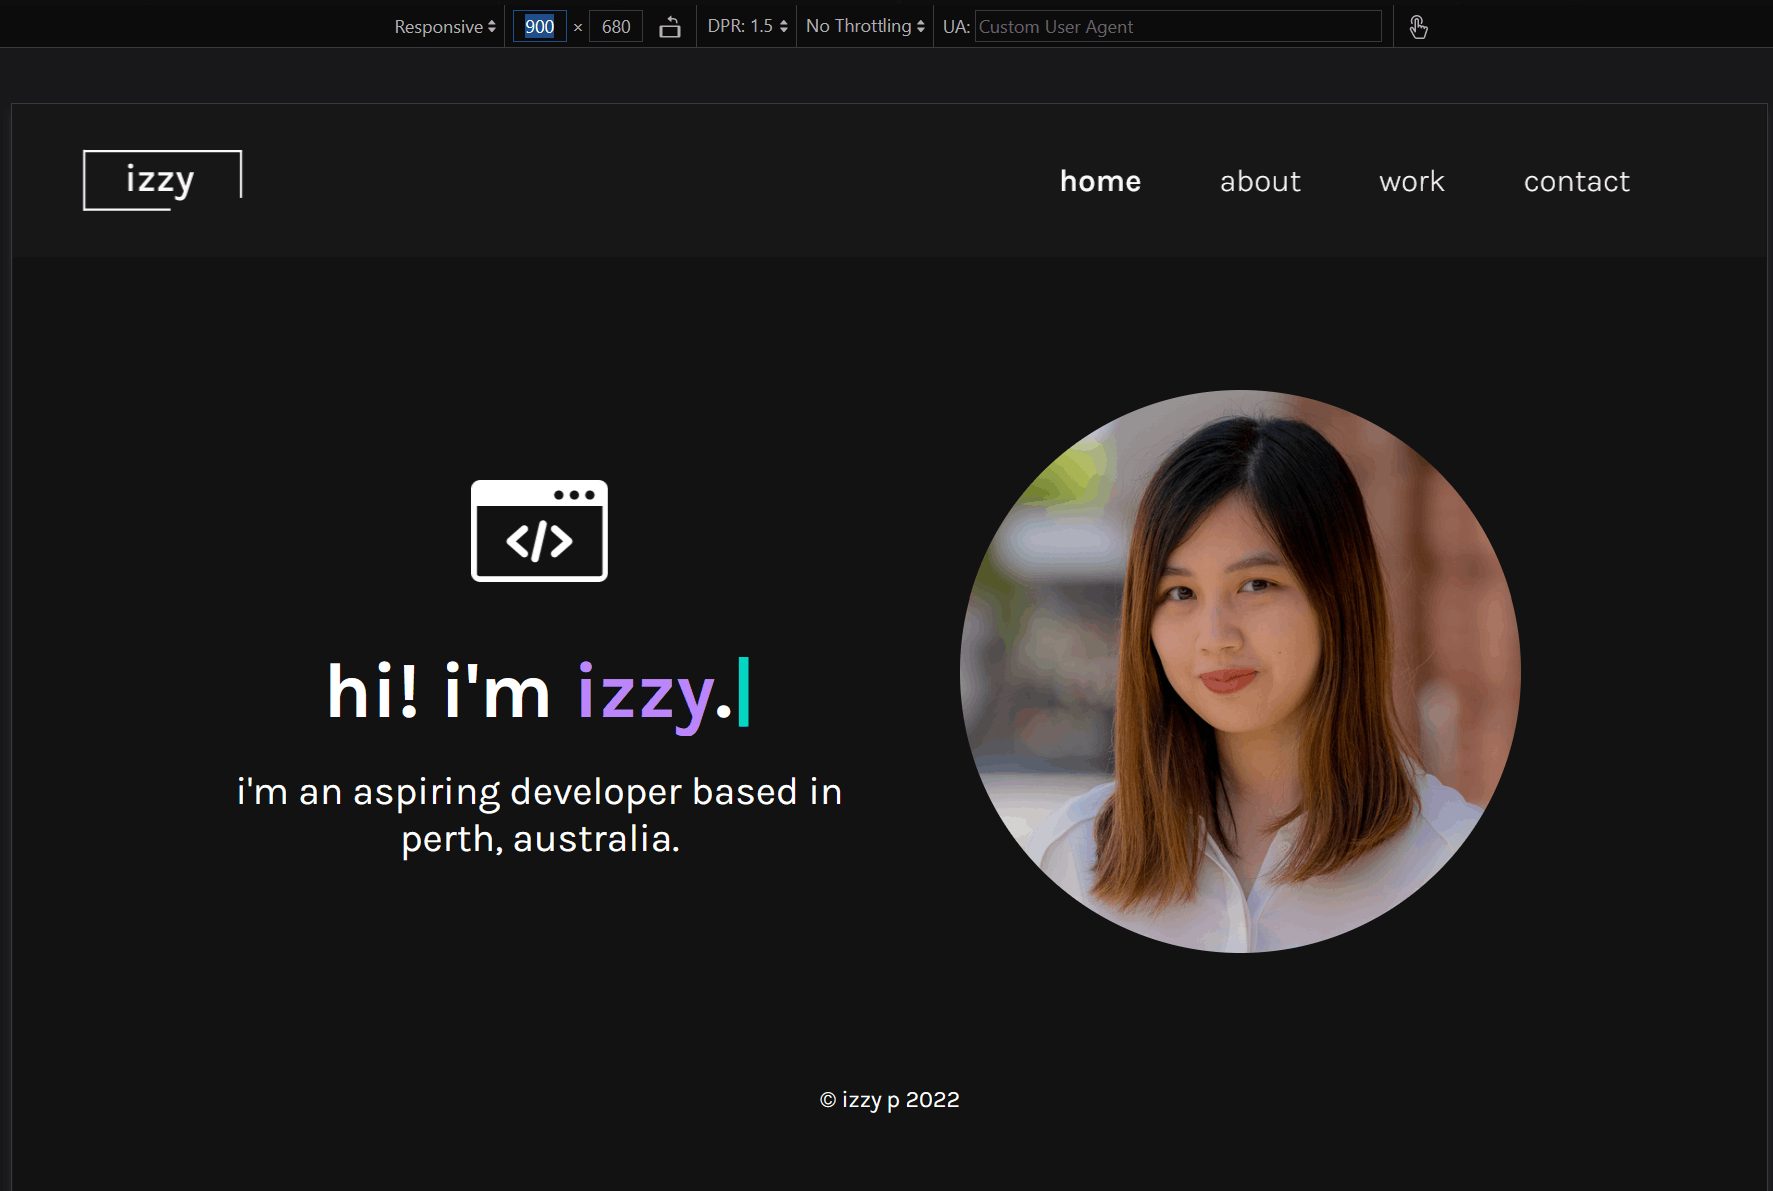 Responsive 900 × 680 DPR: 1.5 No Throttling UA: Custom User Agent
izzy home about work contact
</>
hi! i'm izzy.
i'm an aspiring developer based in
perth, australia.
© izzy p 2022